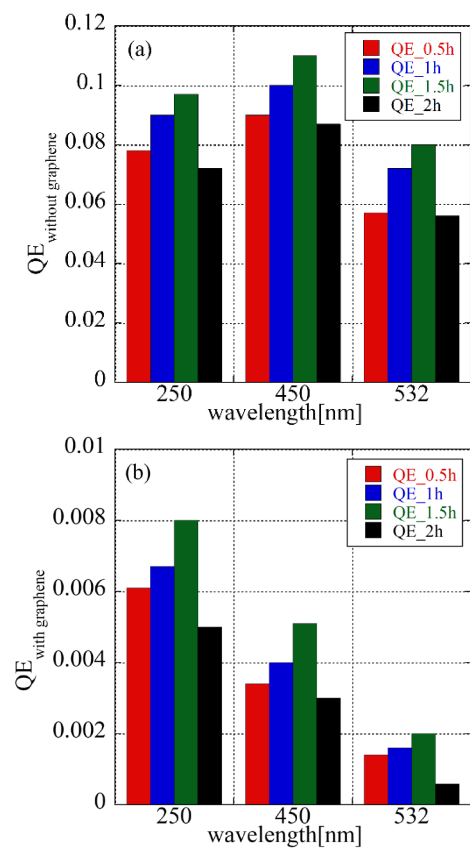 (a)
QE_0.5h
QE_1h
QE_1.5h
QE_2h
0.12
0.1
0.08
0.06
0.04
0.02
0
QE without graphene
250 450 532
wavelength[nm]
(b)
QE_0.5h
QE_1h
QE_1.5h
QE_2h
0.01
0.008
0.006
0.004
0.002
0
QE with graphene
250 450 532
wavelength[nm]